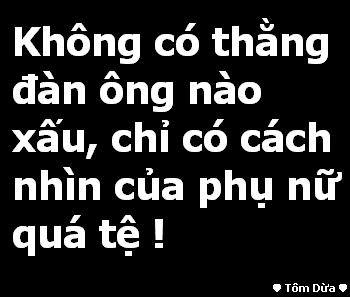 Không có thằng
đàn ông nào
xấu, chỉ có cách
nhìn của phụ nữ
quá tệ !
♥ Tôm Dừa ♥